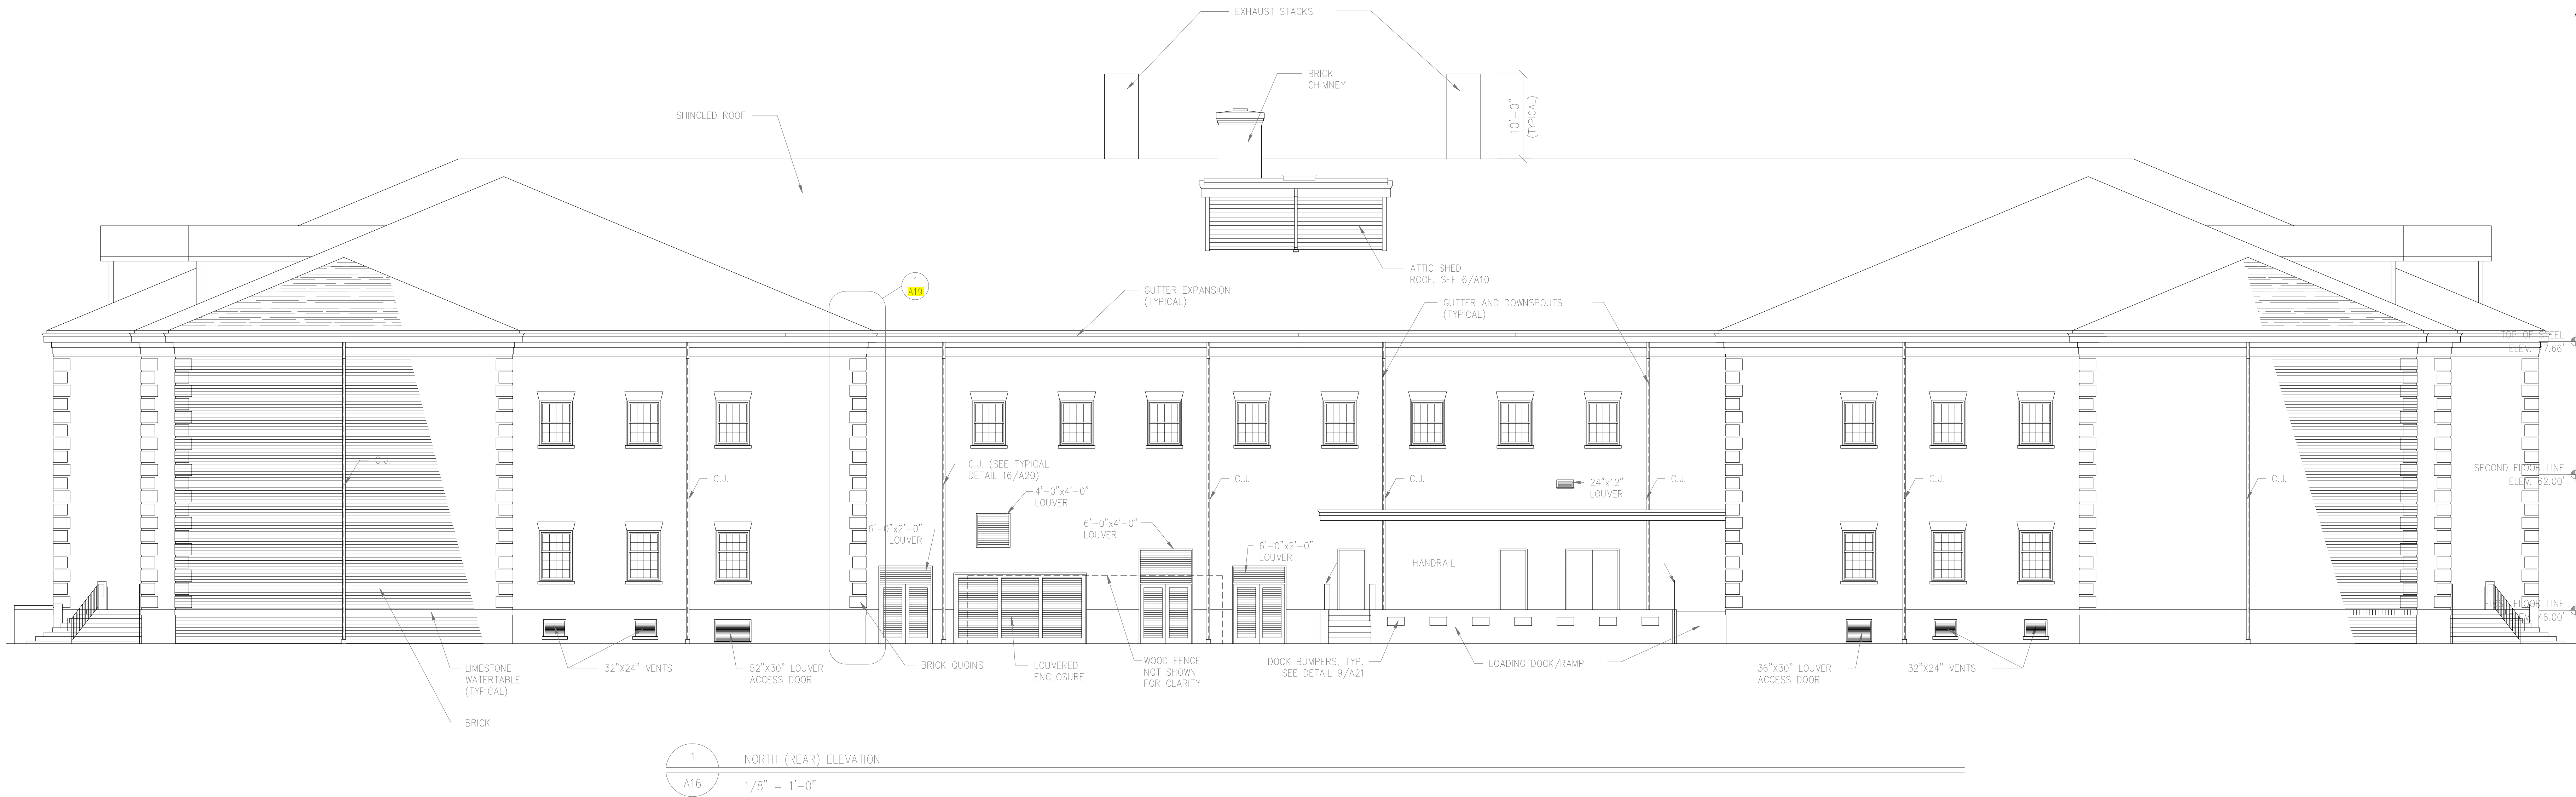 EXHAUST STACKS
BRICK
CHIMNEY
10'-0"
(TYPICAL)
SHINGLED ROOF
ATTIC SHED
ROOF, SEE 6/A10
1
A19
GUTTER EXPANSION
(TYPICAL)
GUTTER AND DOWNSPOUTS
(TYPICAL)
TOP OF STEEL
ELEV. 77.66'
C.J.
C.J.
C.J. (SEE TYPICAL
DETAIL 16/A20)
C.J.
C.J.
C.J.
C.J.
C.J.
SECOND FLOOR LINE
ELEV. 62.00'
4'-0"x4'-0"
LOUVER
24"x12"
LOUVER
6'-0"x2'-0"
LOUVER
6'-0"x4'-0"
LOUVER
6'-0"x2'-0"
LOUVER
HANDRAIL
FIRST FLOOR LINE
46.00'
LIMESTONE
WATERTABLE
(TYPICAL)
32"X24" VENTS
52"X30" LOUVER
ACCESS DOOR
BRICK QUOINS
LOUVERED
ENCLOSURE
WOOD FENCE
NOT SHOWN
FOR CLARITY
DOCK BUMPERS, TYP.
SEE DETAIL 9/A21
LOADING DOCK/RAMP
36"X30" LOUVER
ACCESS DOOR
32"X24" VENTS
BRICK
1
A16
NORTH (REAR) ELEVATION
1/8" = 1'-0"